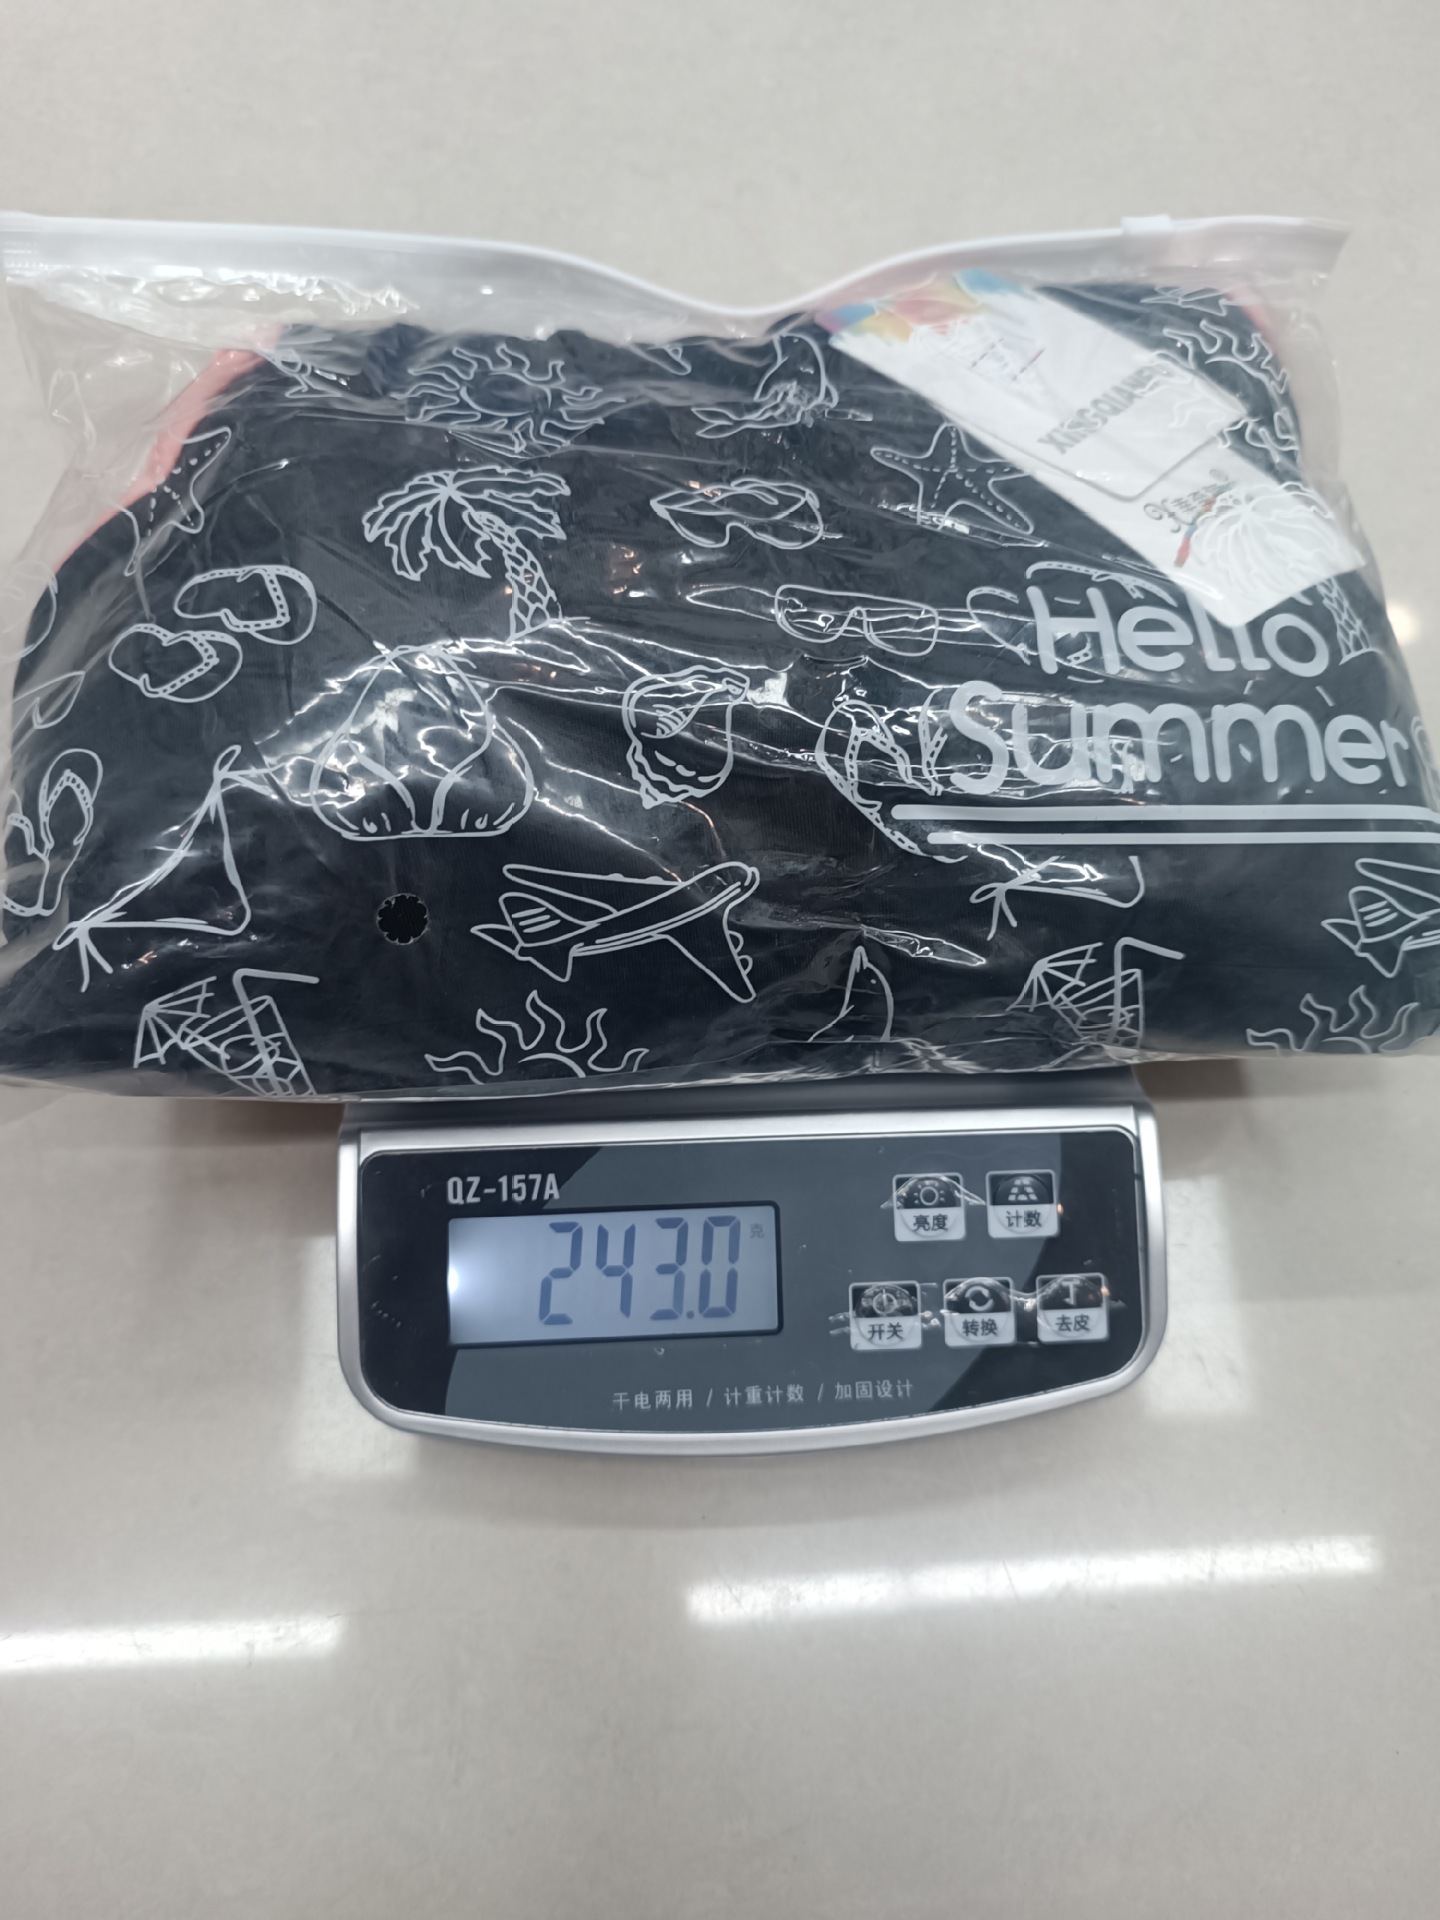 XINGQIANG
Hello
Summer
QZ-157A
243.0 克
亮度
计数
开关
转换
去皮
干电两用 / 计重计数 / 加固设计